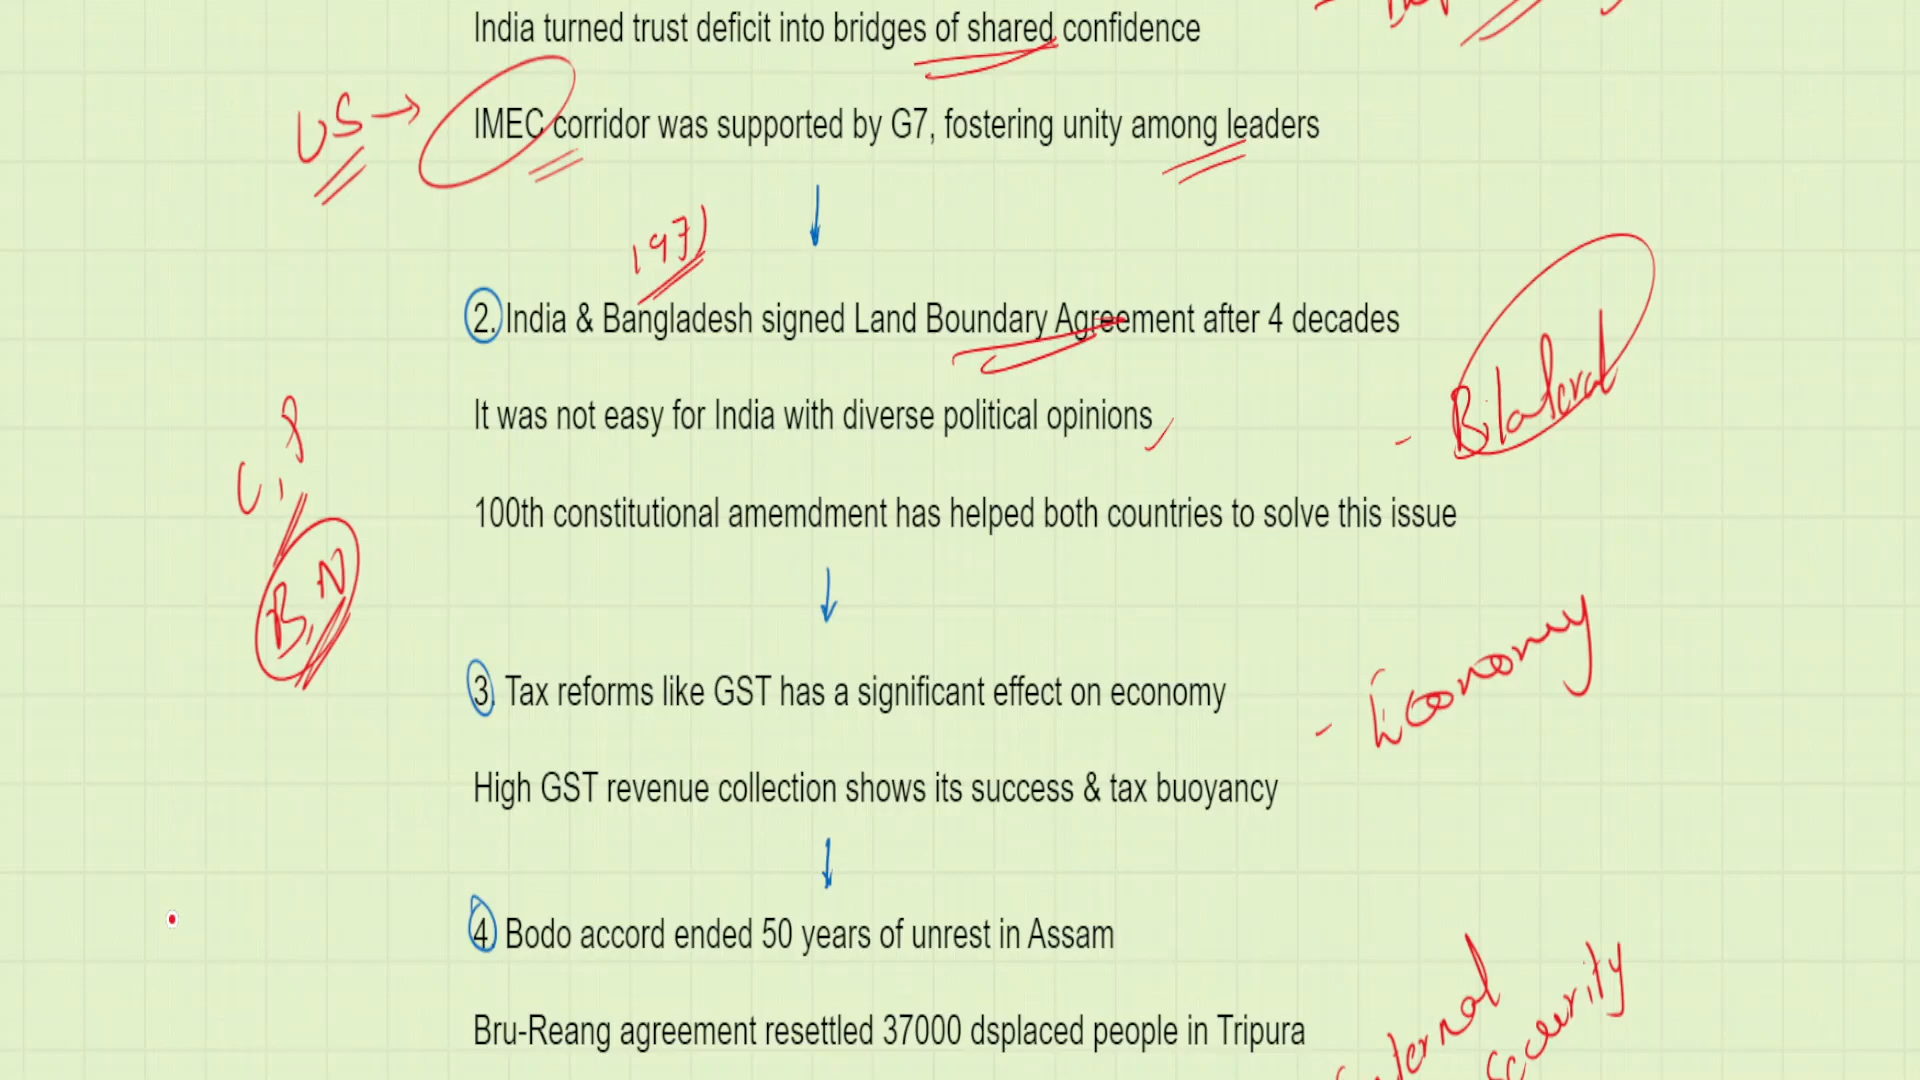 India turned trust deficit into bridges of shared confidence
US → IMEC corridor was supported by G7, fostering unity among leaders
1971
2. India & Bangladesh signed Land Boundary Agreement after 4 decades
It was not easy for India with diverse political opinions
- Bilateral
100th constitutional amemdment has helped both countries to solve this issue
B, N
3. Tax reforms like GST has a significant effect on economy
- Economy
High GST revenue collection shows its success & tax buoyancy
4. Bodo accord ended 50 years of unrest in Assam
Bru-Reang agreement resettled 37000 dsplaced people in Tripura
Security